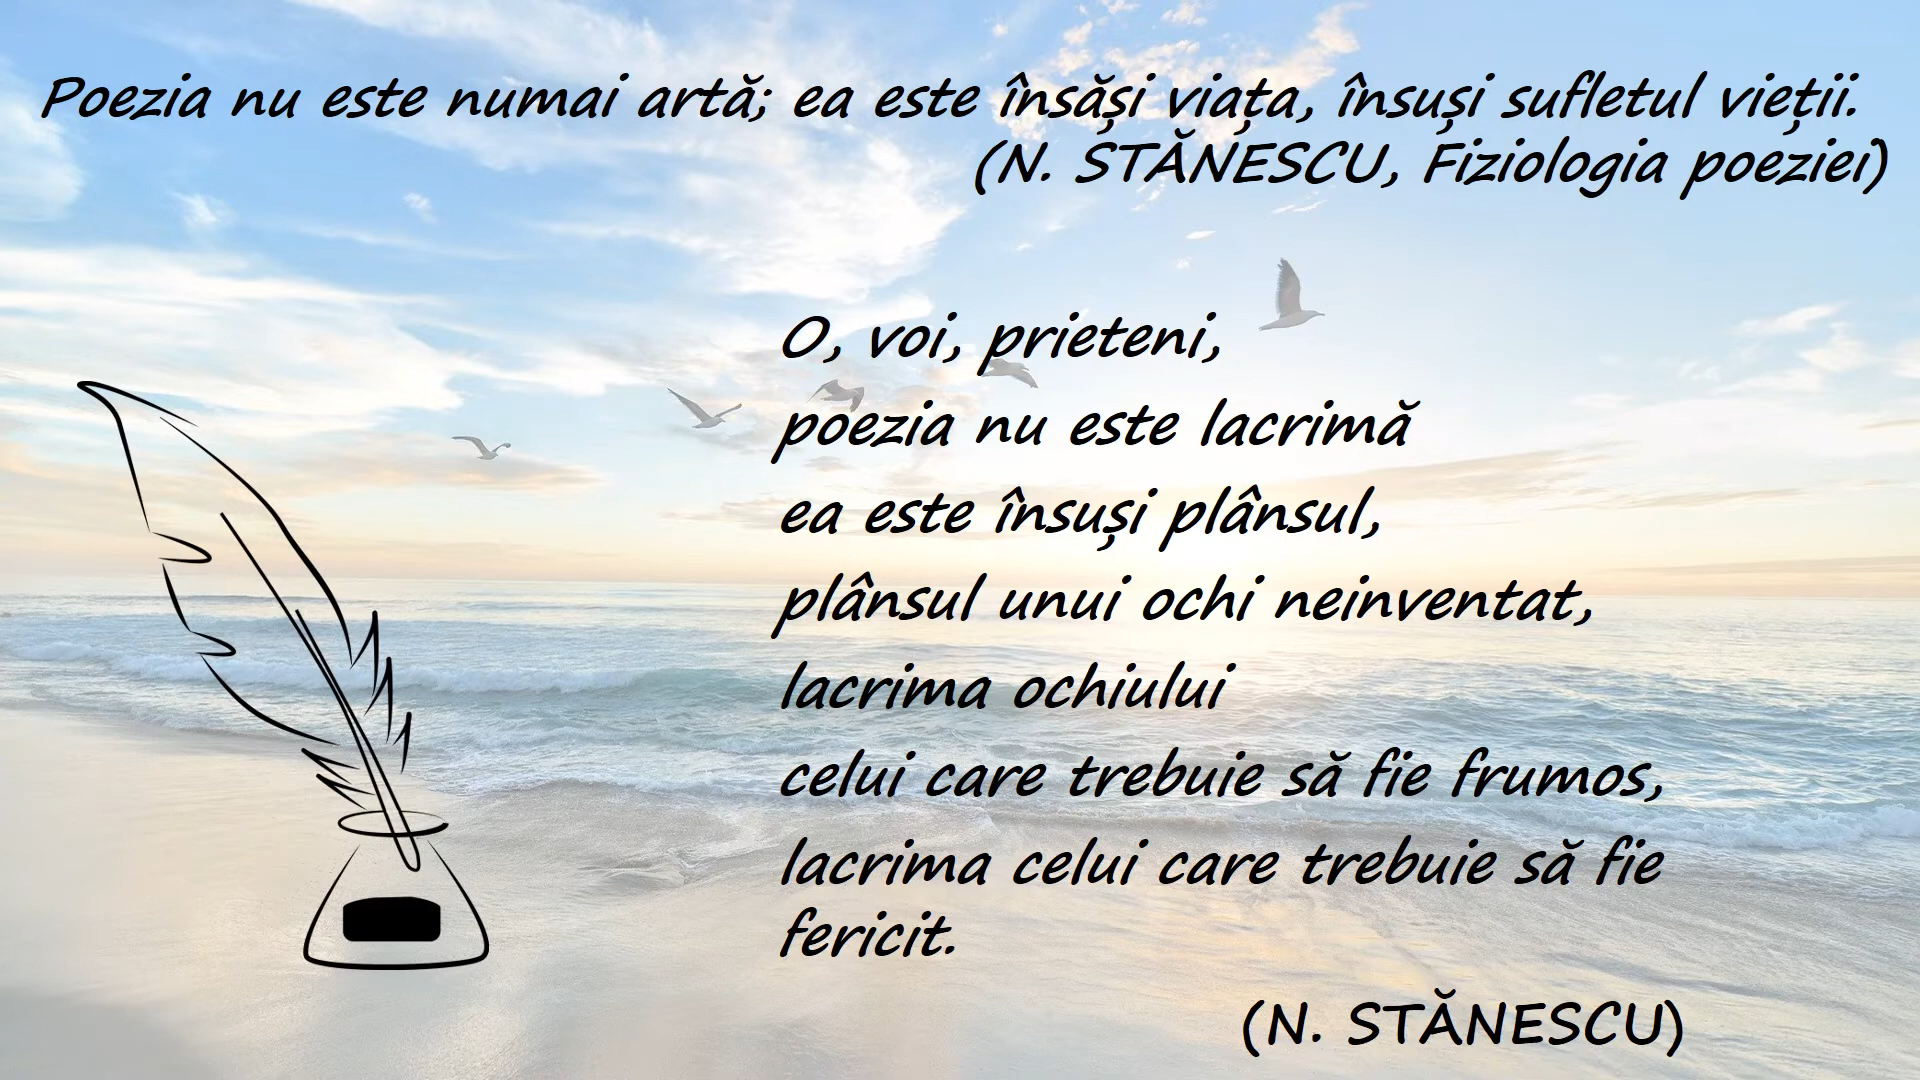 Poezia nu este numai artă; ea este însăși viața, însuși sufletul vieții.
(N. STĂNESCU, Fiziologia poeziei)
O, voi, prieteni,
poezia nu este lacrimă
ea este însuși plânsul,
plânsul unui ochi neinventat,
lacrima ochiului
celui care trebuie să fie frumos,
lacrima celui care trebuie să fie
fericit.
(N. STĂNESCU)